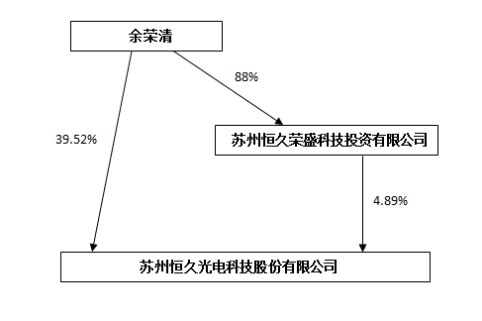 余荣清
88%
39.52%
苏州恒久荣盛科技投资有限公司
4.89%
苏州恒久光电科技股份有限公司